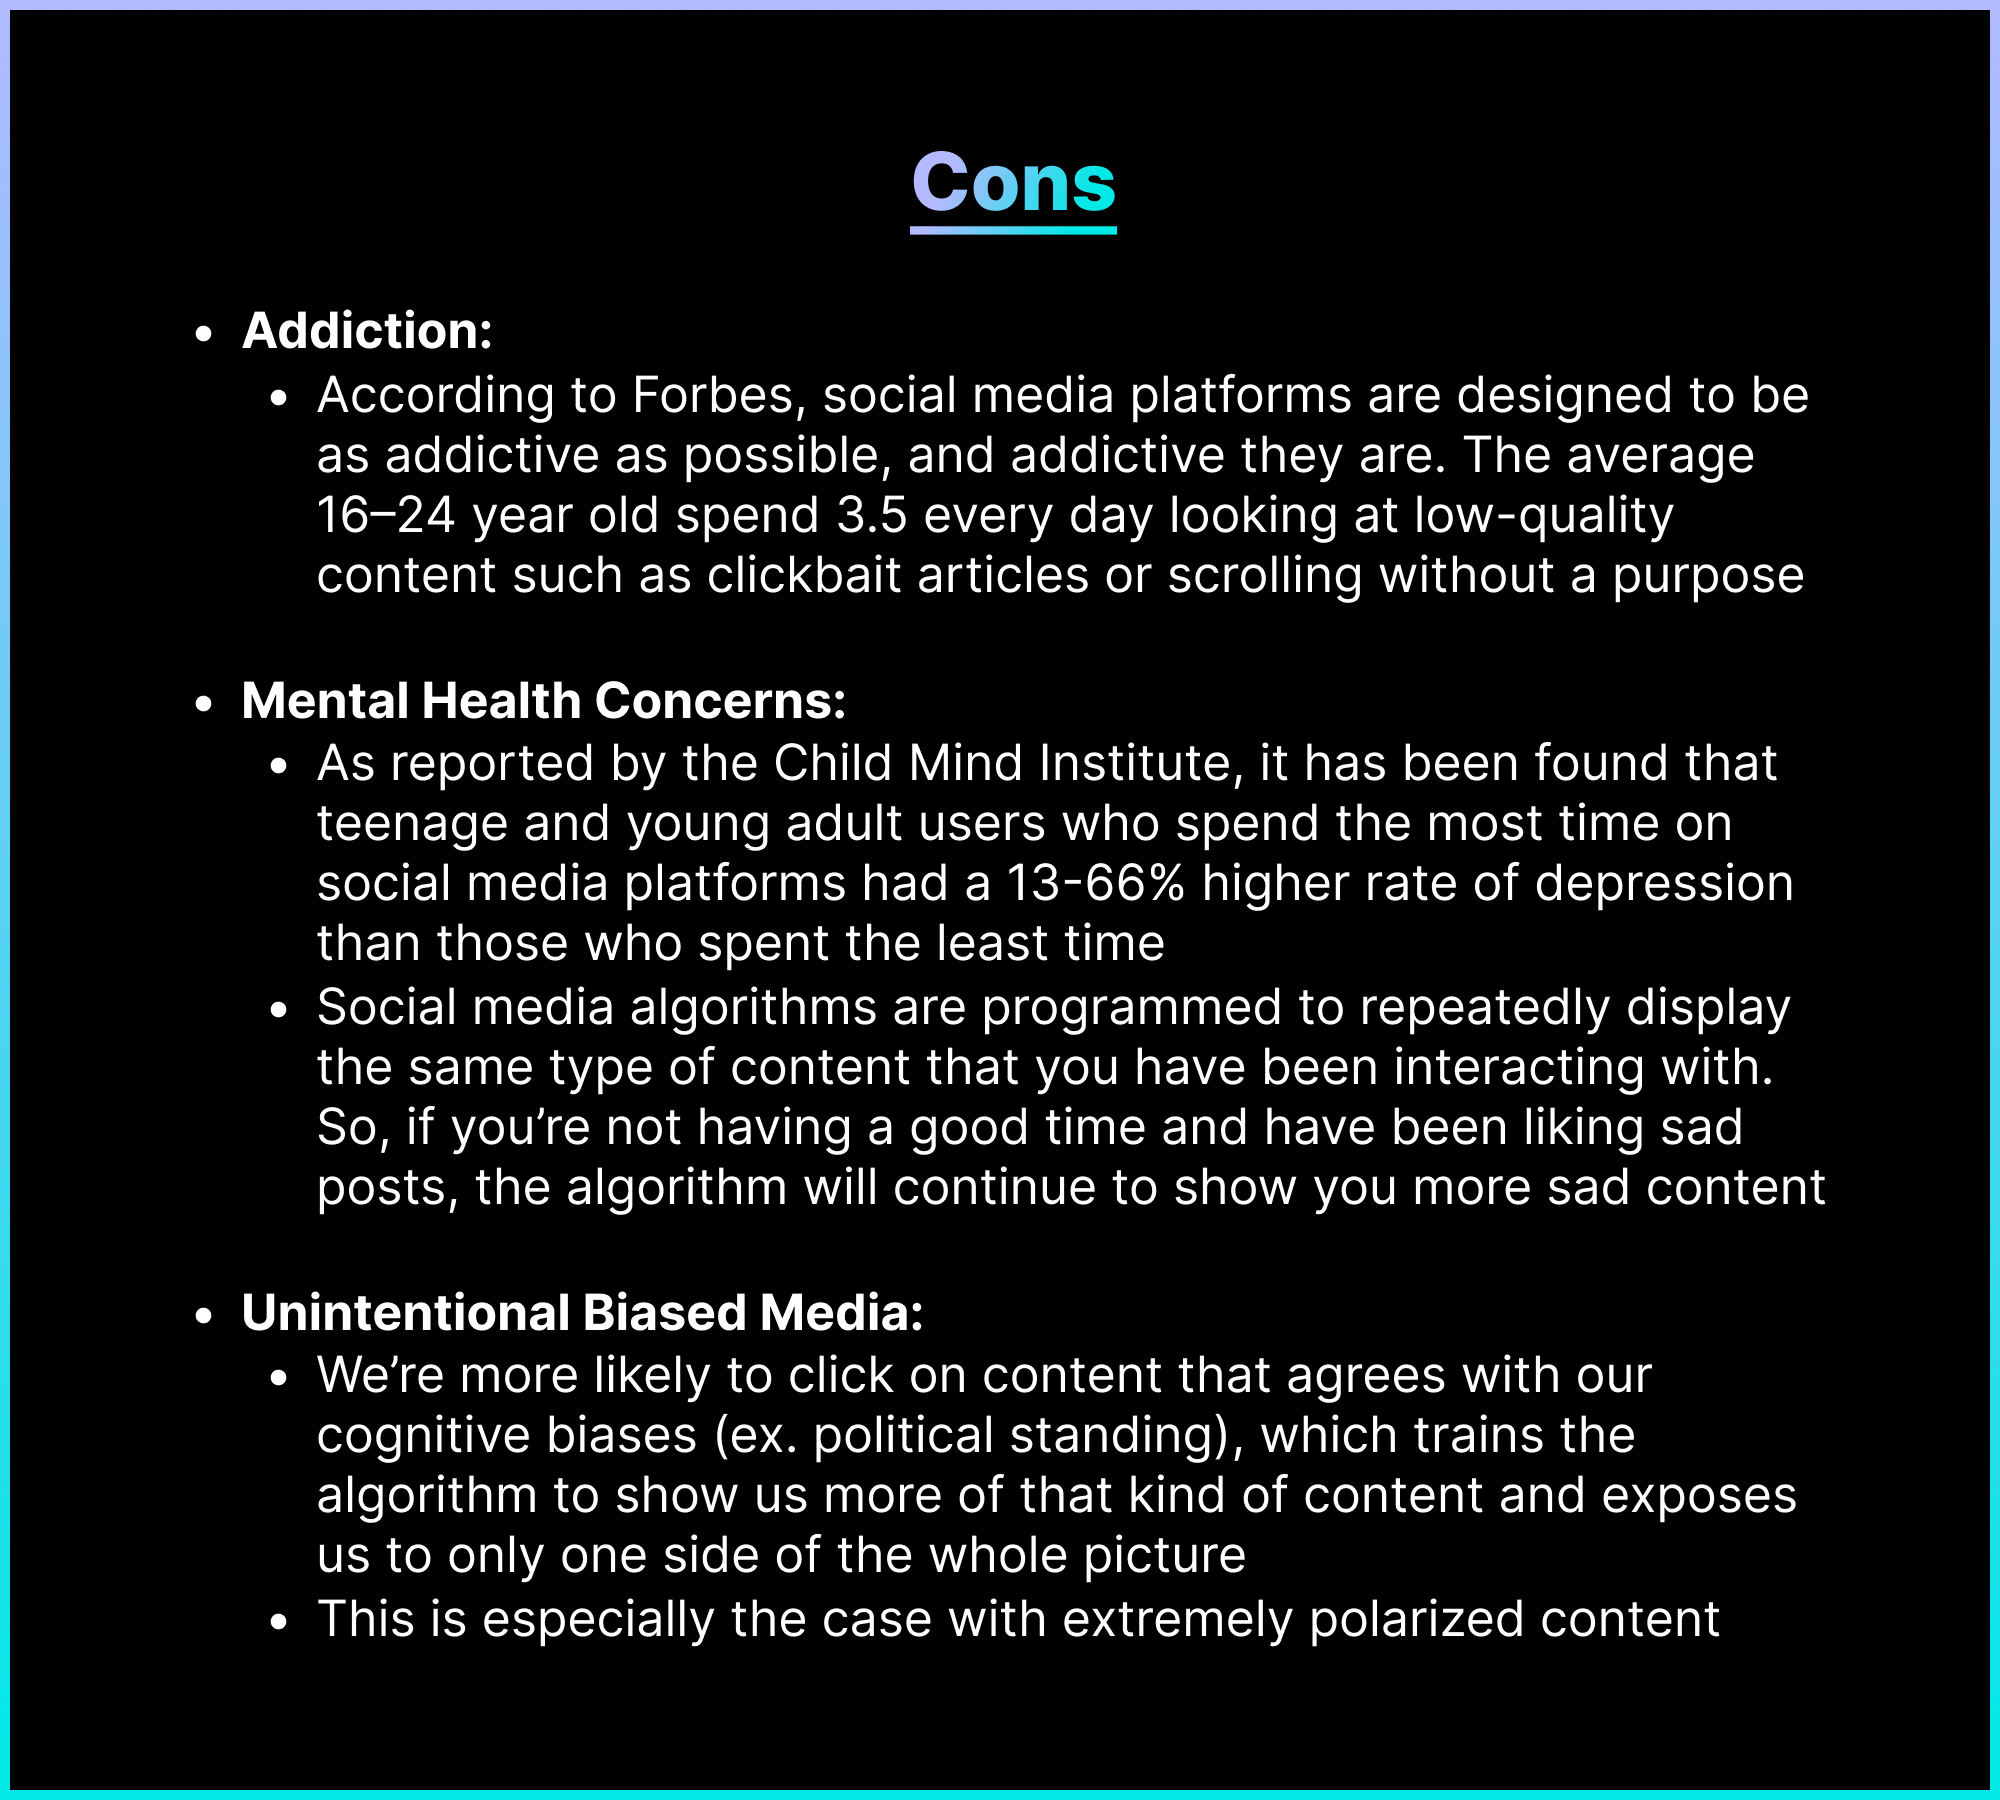 Cons
• Addiction:
• According to Forbes, social media platforms are designed to be
as addictive as possible, and addictive they are. The average
16–24 year old spend 3.5 every day looking at low-quality
content such as clickbait articles or scrolling without a purpose
• Mental Health Concerns:
• As reported by the Child Mind Institute, it has been found that
teenage and young adult users who spend the most time on
social media platforms had a 13-66% higher rate of depression
than those who spent the least time
• Social media algorithms are programmed to repeatedly display
the same type of content that you have been interacting with.
So, if you’re not having a good time and have been liking sad
posts, the algorithm will continue to show you more sad content
• Unintentional Biased Media:
• We’re more likely to click on content that agrees with our
cognitive biases (ex. political standing), which trains the
algorithm to show us more of that kind of content and exposes
us to only one side of the whole picture
• This is especially the case with extremely polarized content